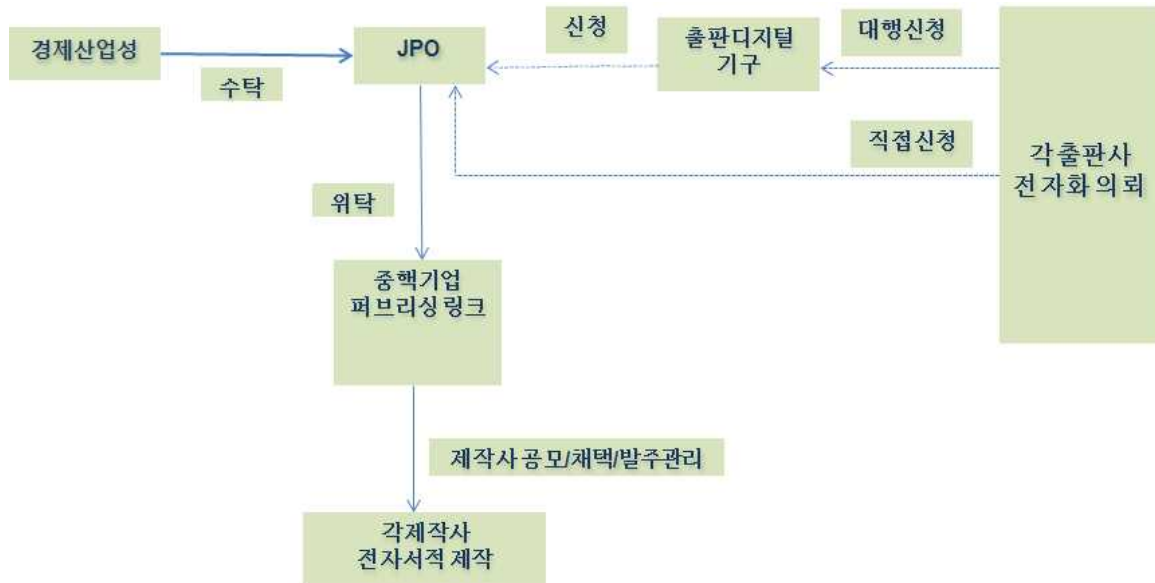 경제산업성
수탁
JPO
신청
출판디지털
기구
대행신청
직접신청
각출판사
전자화의뢰
위탁
중핵기업
퍼브리싱링크
제작사공모/채택/발주관리
각제작사
전자서적 제작